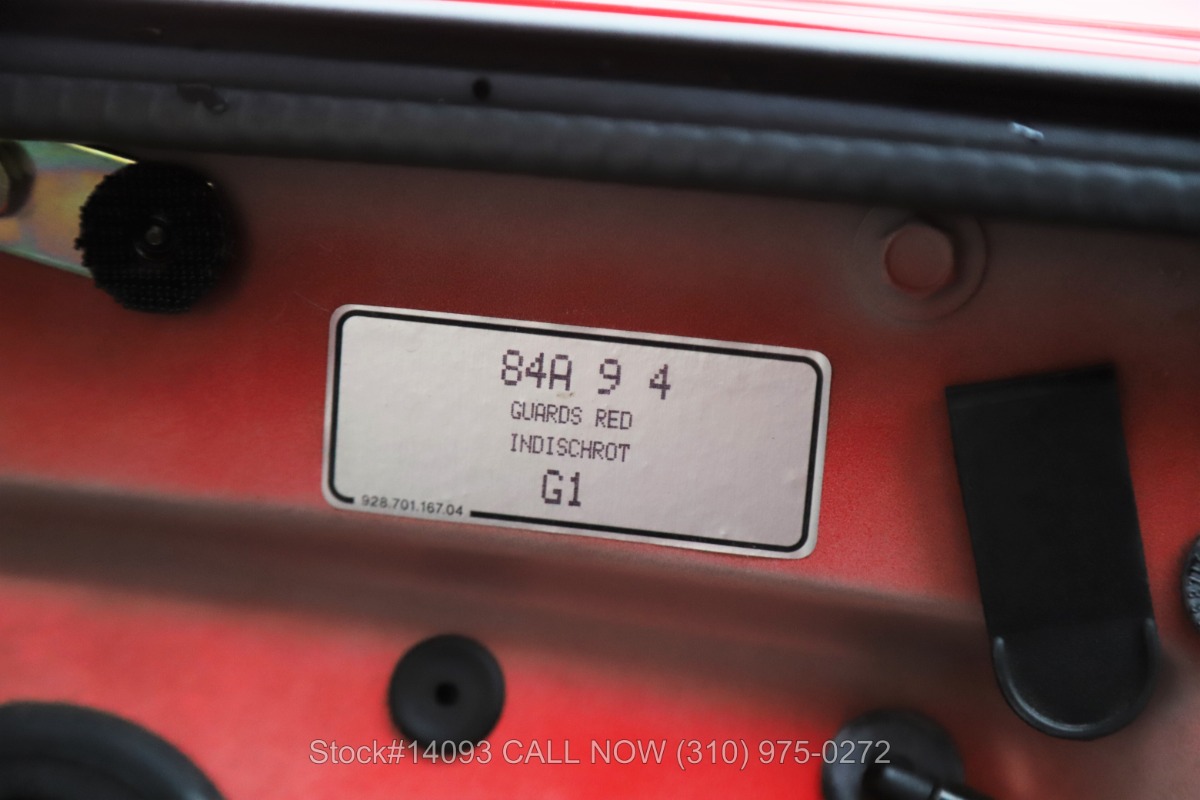 84A 9 4
GUARDS RED
INDISCHROT
G1
928.701.167.04
Stock#14093 CALL NOW (310) 975-0272